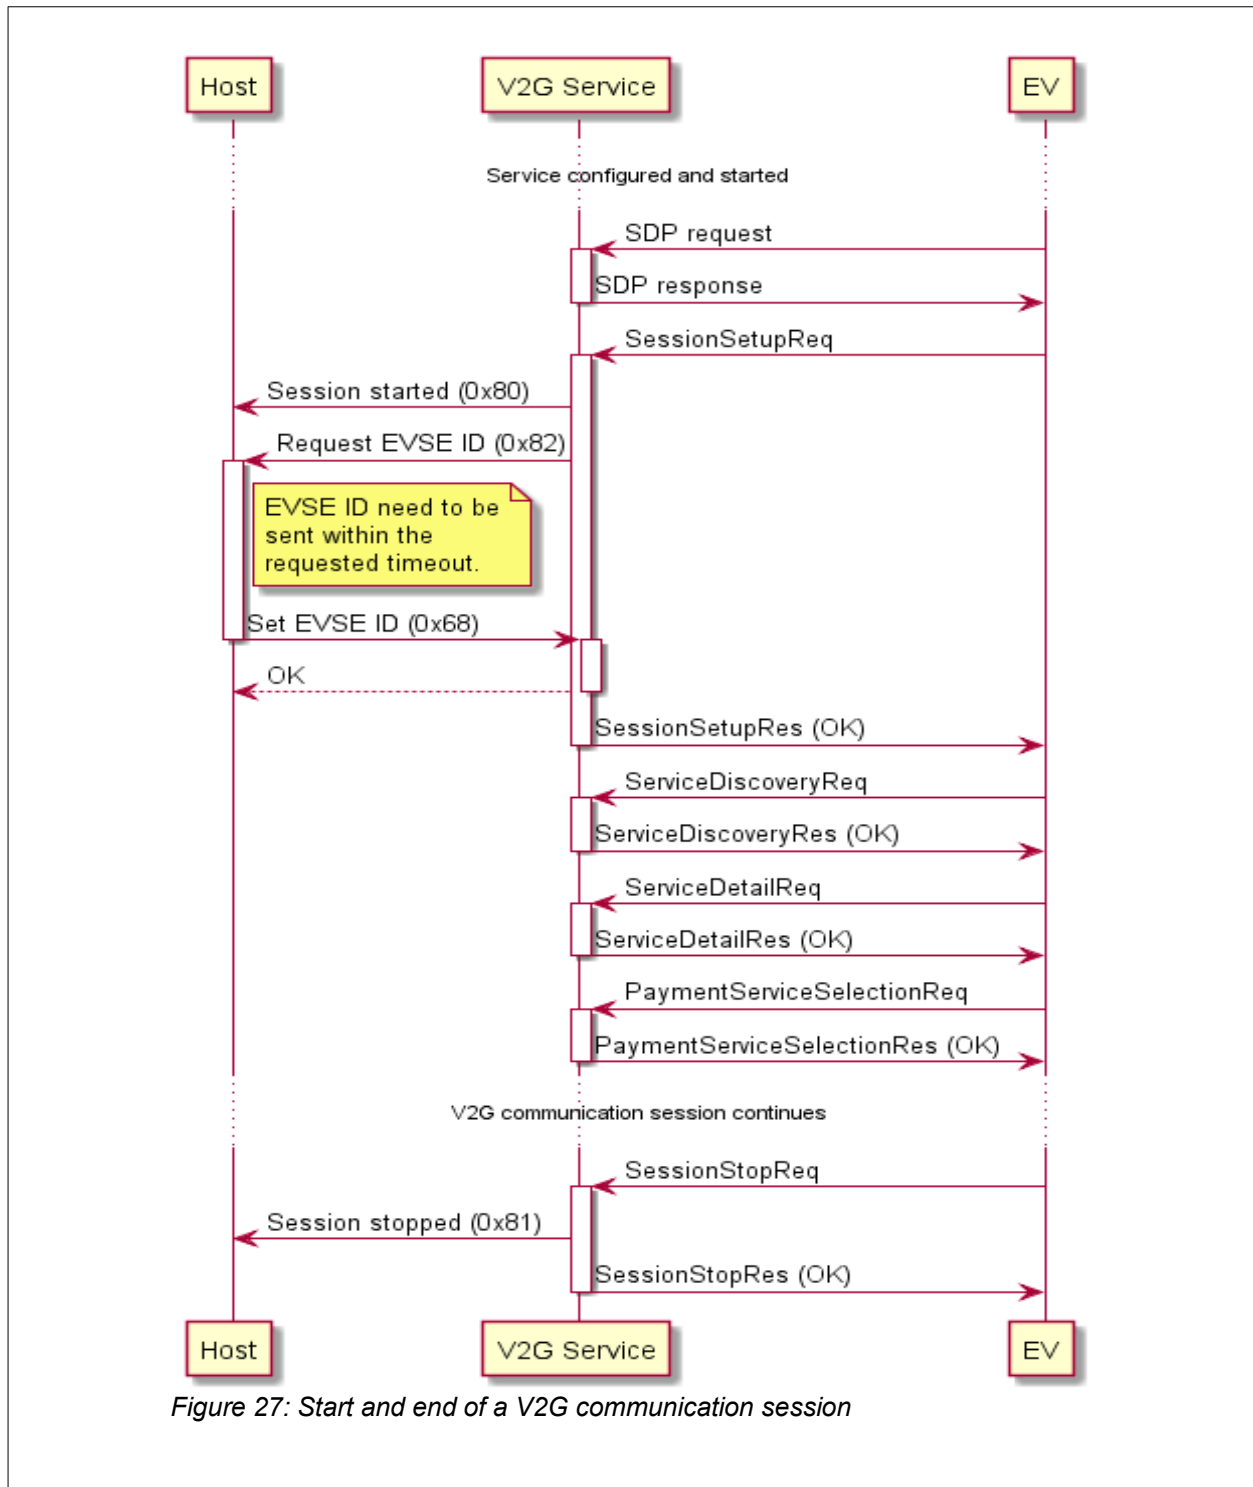 Host
V2G Service
EV
Service configured and started
SDP request
SDP response
SessionSetupReq
Session started (0x80)
Request EVSE ID (0x82)
EVSE ID need to be
sent within the
requested timeout.
Set EVSE ID (0x68)
OK
SessionSetupRes (OK)
ServiceDiscoveryReq
ServiceDiscoveryRes (OK)
ServiceDetailReq
ServiceDetailRes (OK)
PaymentServiceSelectionReq
PaymentServiceSelectionRes (OK)
V2G communication session continues
SessionStopReq
Session stopped (0x81)
SessionStopRes (OK)
Host
V2G Service
EV
Figure 27: Start and end of a V2G communication session